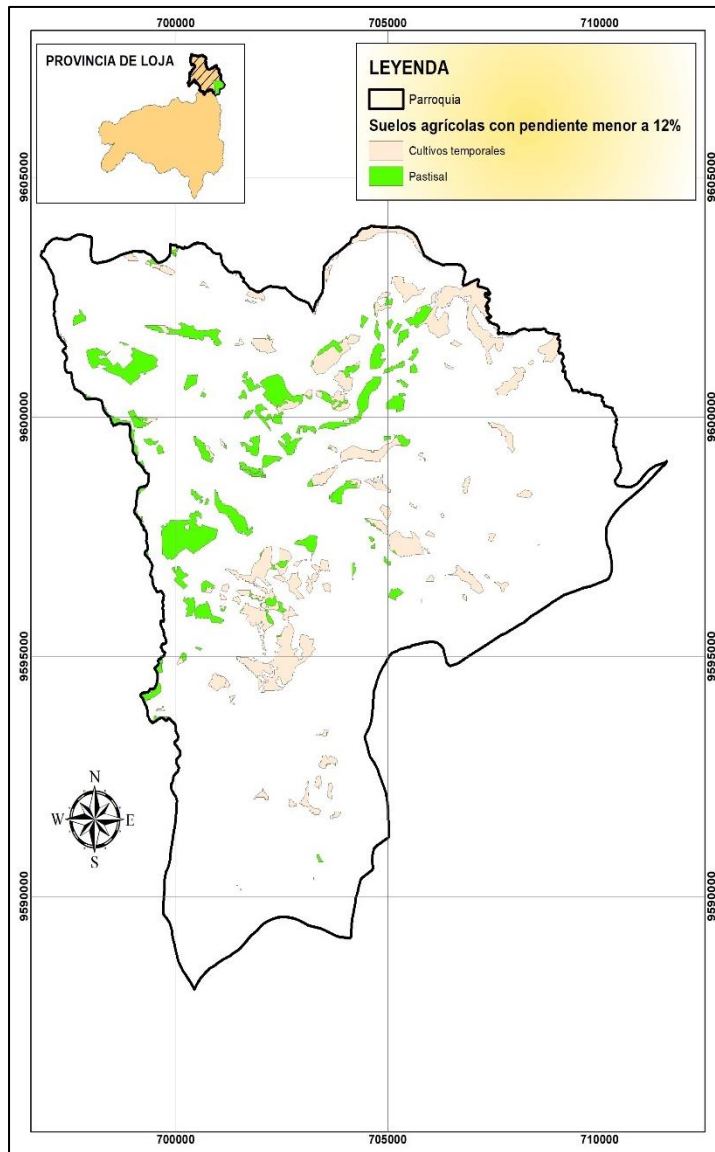 700000
705000
710000
PROVINCIA DE LOJA
LEYENDA
Parroquia
Suelos agrícolas con pendiente menor a 12%
Cultivos temporales
Pastisal
9605000
9605000
9600000
9600000
9595000
9595000
N
W
E
S
9590000
9590000
700000
705000
710000